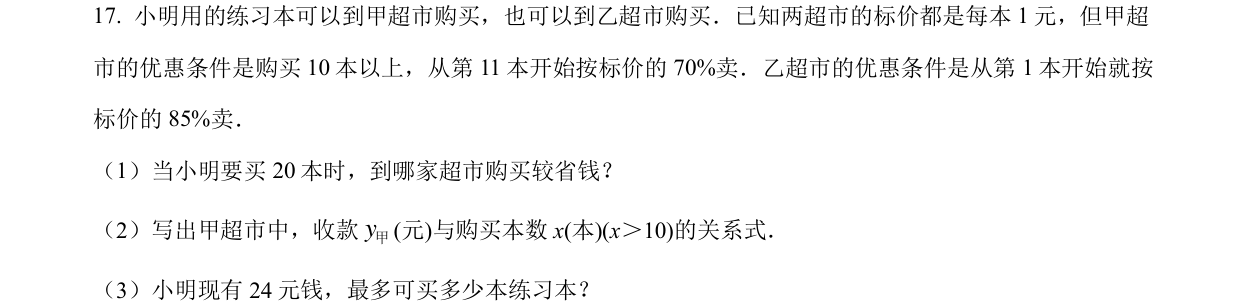 17. 小明用的练习本可以到甲超市购买，也可以到乙超市购买．已知两超市的标价都是每本 1 元，但甲超
市的优惠条件是购买 10 本以上，从第 11 本开始按标价的 70%卖．乙超市的优惠条件是从第 1 本开始就按
标价的 85%卖．
（1）当小明要买 20 本时，到哪家超市购买较省钱？
（2）写出甲超市中，收款 y甲 (元)与购买本数 x(本)(x＞10)的关系式．
（3）小明现有 24 元钱，最多可买多少本练习本？